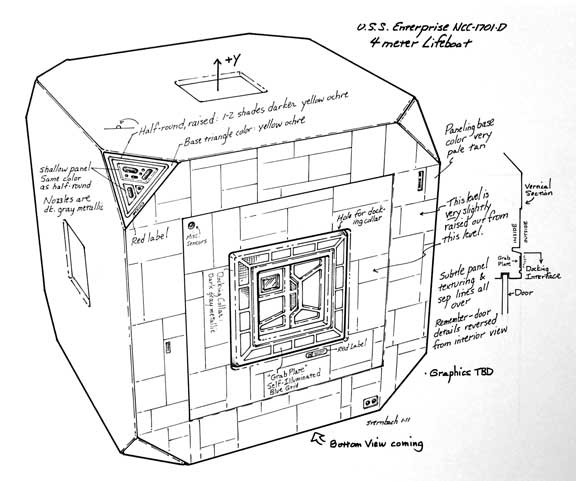 U.S.S. Enterprise NCC-1701-D
4 meter Lifeboat
+Y
Half-round, raised: 1-2 shades darker yellow ochre
Base triangle color: yellow ochre
shallow panel
Same color
as half-round
Nozzles are
dk. gray metallic
Red label
Misc.
Sensors
Hole for dock-
ing collar
Docking Collar:
Dark gray metallic
Red Label
"Grab Plate"
Self-Illuminated
Blue Grid
Paneling base
color - very
pale tan
This level is
very slightly
raised out from
this level.
Subtle panel
texturing &
sep lines all
over
Remember-door
details reversed
from interior view
• Graphics TBD
Vertical
Section
INSIDE
OUTSIDE
Grab
Plate
Docking
Interface
Door
sternbach
Bottom View coming